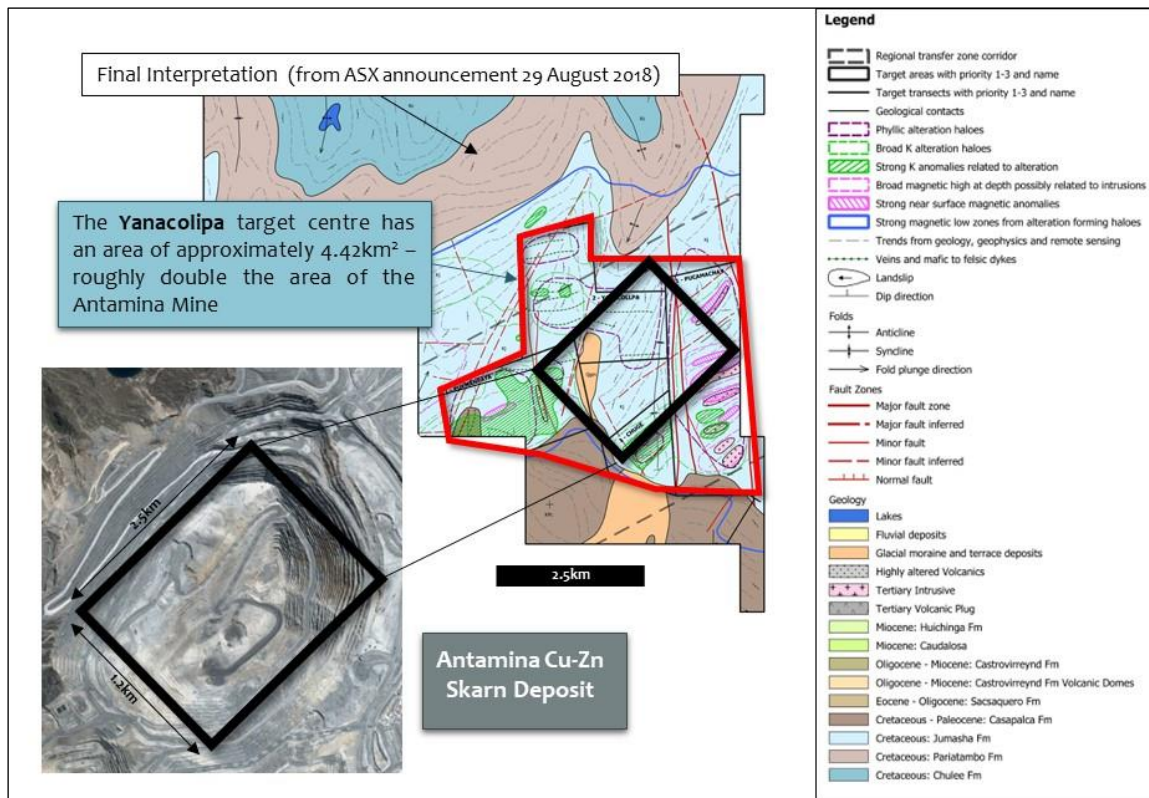 Final Interpretation (from ASX announcement 29 August 2018)
The Yanacolipa target centre has
an area of approximately 4.42km² –
roughly double the area of the
Antamina Mine
2.5km
1.2km
2.5km
Antamina Cu-Zn
Skarn Deposit
3 - CHUGE
Legend
Regional transfer zone corridor
Target areas with priority 1-3 and name
Target transects with priority 1-3 and name
Geological contacts
Phyllic alteration haloes
Broad K alteration haloes
Strong K anomalies related to alteration
Broad magnetic high at depth possibly related to intrusions
Strong near surface magnetic anomalies
Strong magnetic low zones from alteration forming haloes
Trends from geology, geophysics and remote sensing
Veins and mafic to felsic dykes
Landslip
Dip direction
Folds
Anticline
Syncline
Fold plunge direction
Fault Zones
Major fault zone
Major fault inferred
Minor fault
Minor fault inferred
Normal fault
Geology
Lakes
Fluvial deposits
Glacial moraine and terrace deposits
Highly altered Volcanics
Tertiary Intrusive
Tertiary Volcanic Plug
Miocene: Huichinga Fm
Miocene: Caudalosa
Oligocene - Miocene: Castrovirreynd Fm
Oligocene - Miocene: Castrovirreynd Fm Volcanic Domes
Eocene - Oligocene: Sacsaquero Fm
Cretaceous - Paleocene: Casapalca Fm
Cretaceous: Jumasha Fm
Cretaceous: Pariatambo Fm
Cretaceous: Chulee Fm